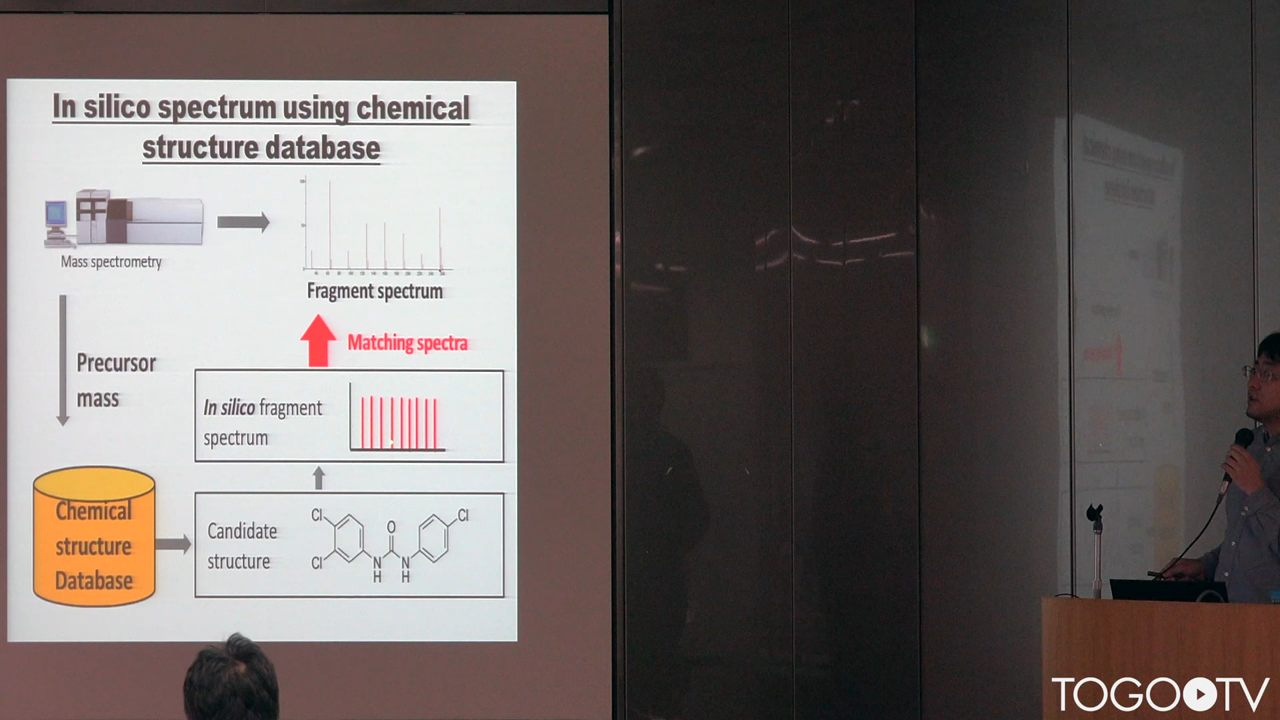 In silico spectrum using chemical
structure database
Mass spectrometry
Fragment spectrum
Matching spectra
Precursor
mass
In silico fragment
spectrum
Chemical
structure
Database
Candidate
structure
Cl
Cl
O
N
H
N
H
Cl
TOGOTV